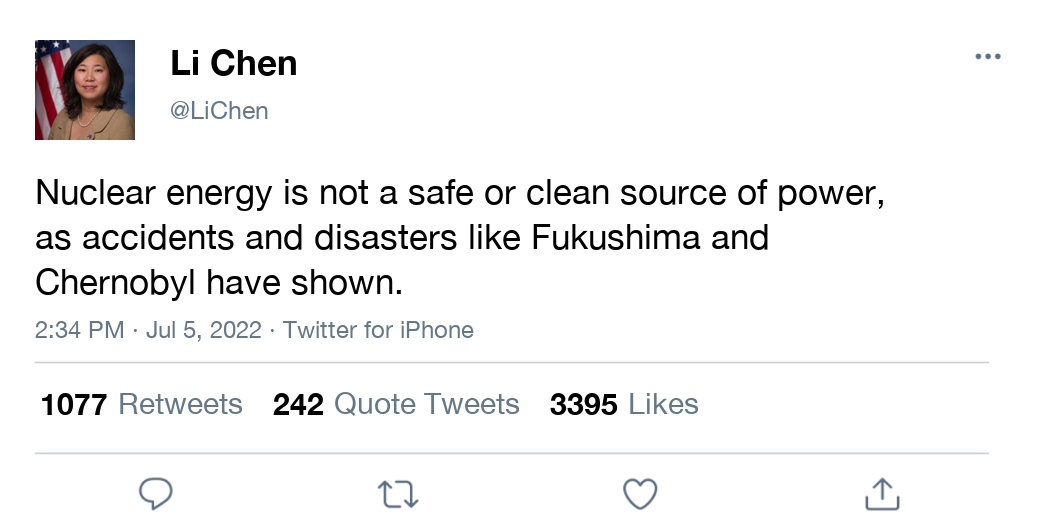 Li Chen
@LiChen
Nuclear energy is not a safe or clean source of power,
as accidents and disasters like Fukushima and
Chernobyl have shown.
2:34 PM · Jul 5, 2022 · Twitter for iPhone
1077 Retweets 242 Quote Tweets 3395 Likes